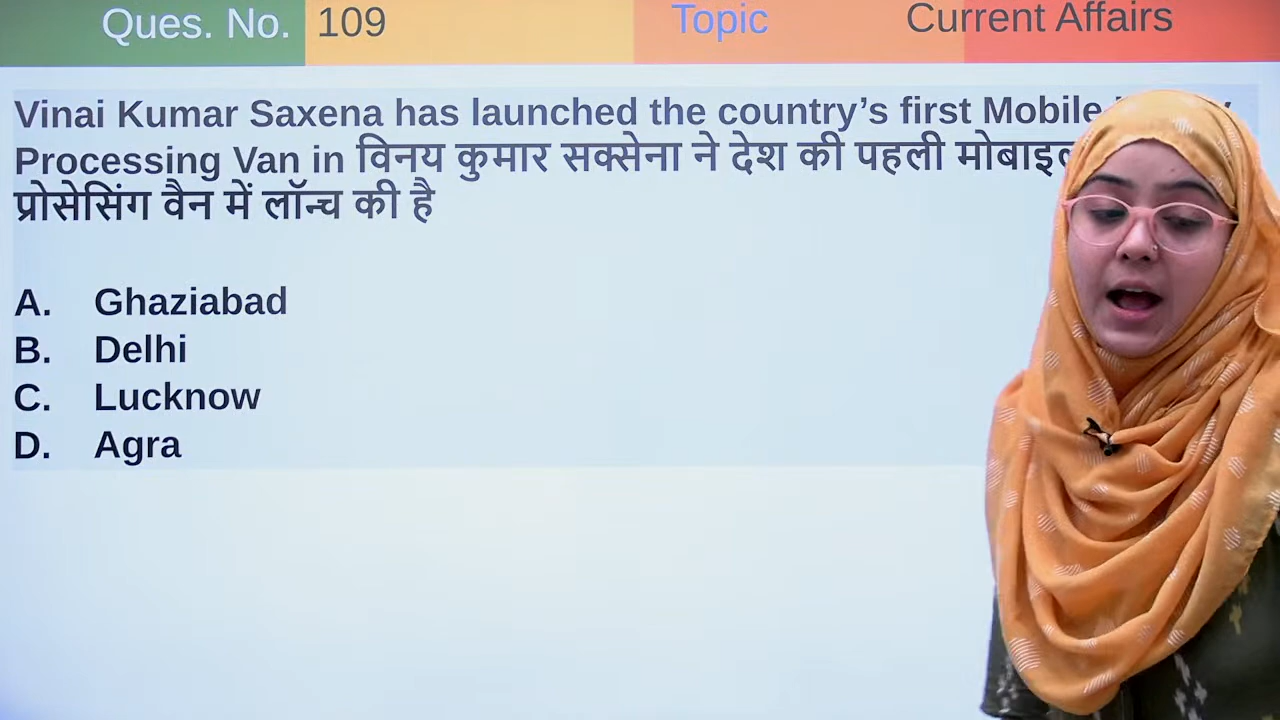 Ques. No. 109 Topic Current Affairs
Vinai Kumar Saxena has launched the country’s first Mobile
Processing Van in विनय कुमार सक्सेना ने देश की पहली
प्रोसेसिंग वैन में लॉन्च की है
A. Ghaziabad
B. Delhi
C. Lucknow
D. Agra